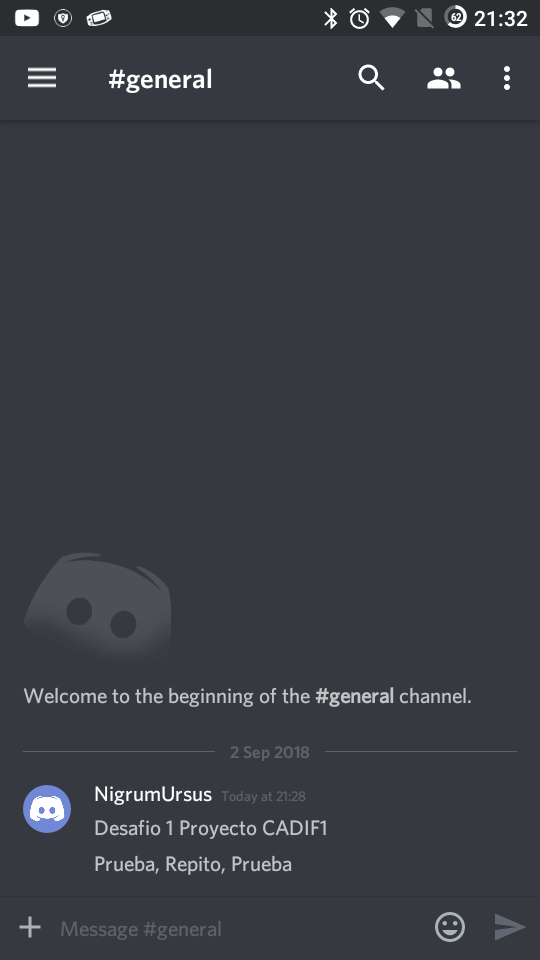 62 21:32
#general
Welcome to the beginning of the #general channel.
2 Sep 2018
NigrumUrsus Today at 21:28
Desafio 1 Proyecto CADIF1
Prueba, Repito, Prueba
Message #general